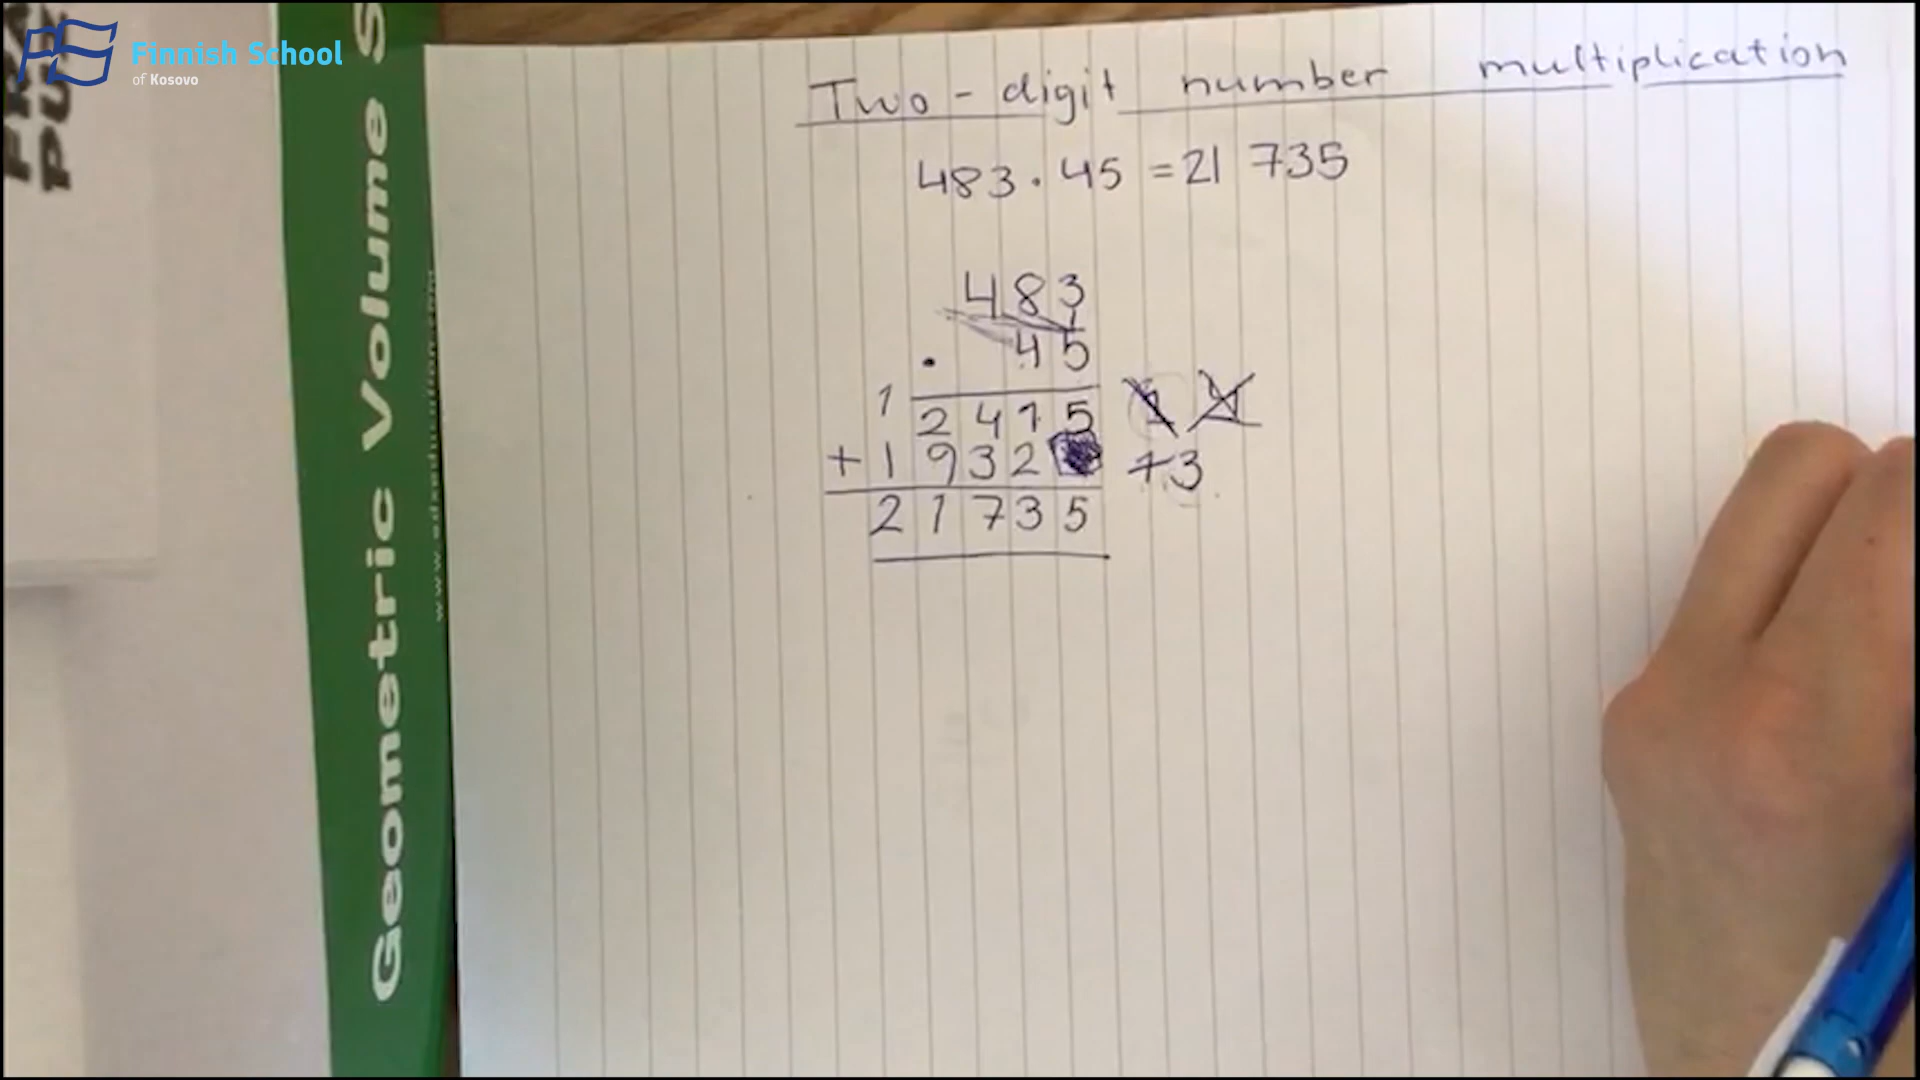 Finnish School
of Kosovo
Geometric Volume S
Two-digit number multiplication
483 · 45 = 21 735
483
· 45
1
2415
+ 1932
+3
21735